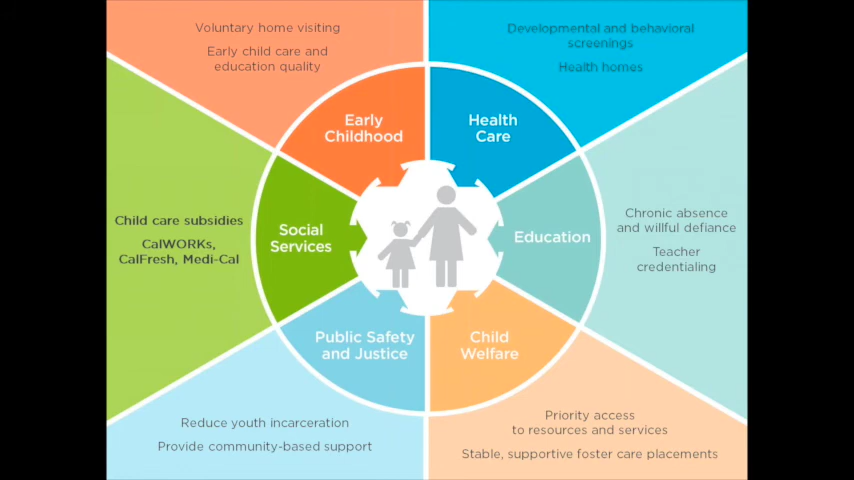 Voluntary home visiting
Early child care and
education quality
Developmental and behavioral
screenings
Health homes
Early
Childhood
Health
Care
Child care subsidies
CalWORKs,
CalFresh, Medi-Cal
Social
Services
Education
Chronic absence
and willful defiance
Teacher
credentialing
Public Safety
and Justice
Child
Welfare
Reduce youth incarceration
Provide community-based support
Priority access
to resources and services
Stable, supportive foster care placements